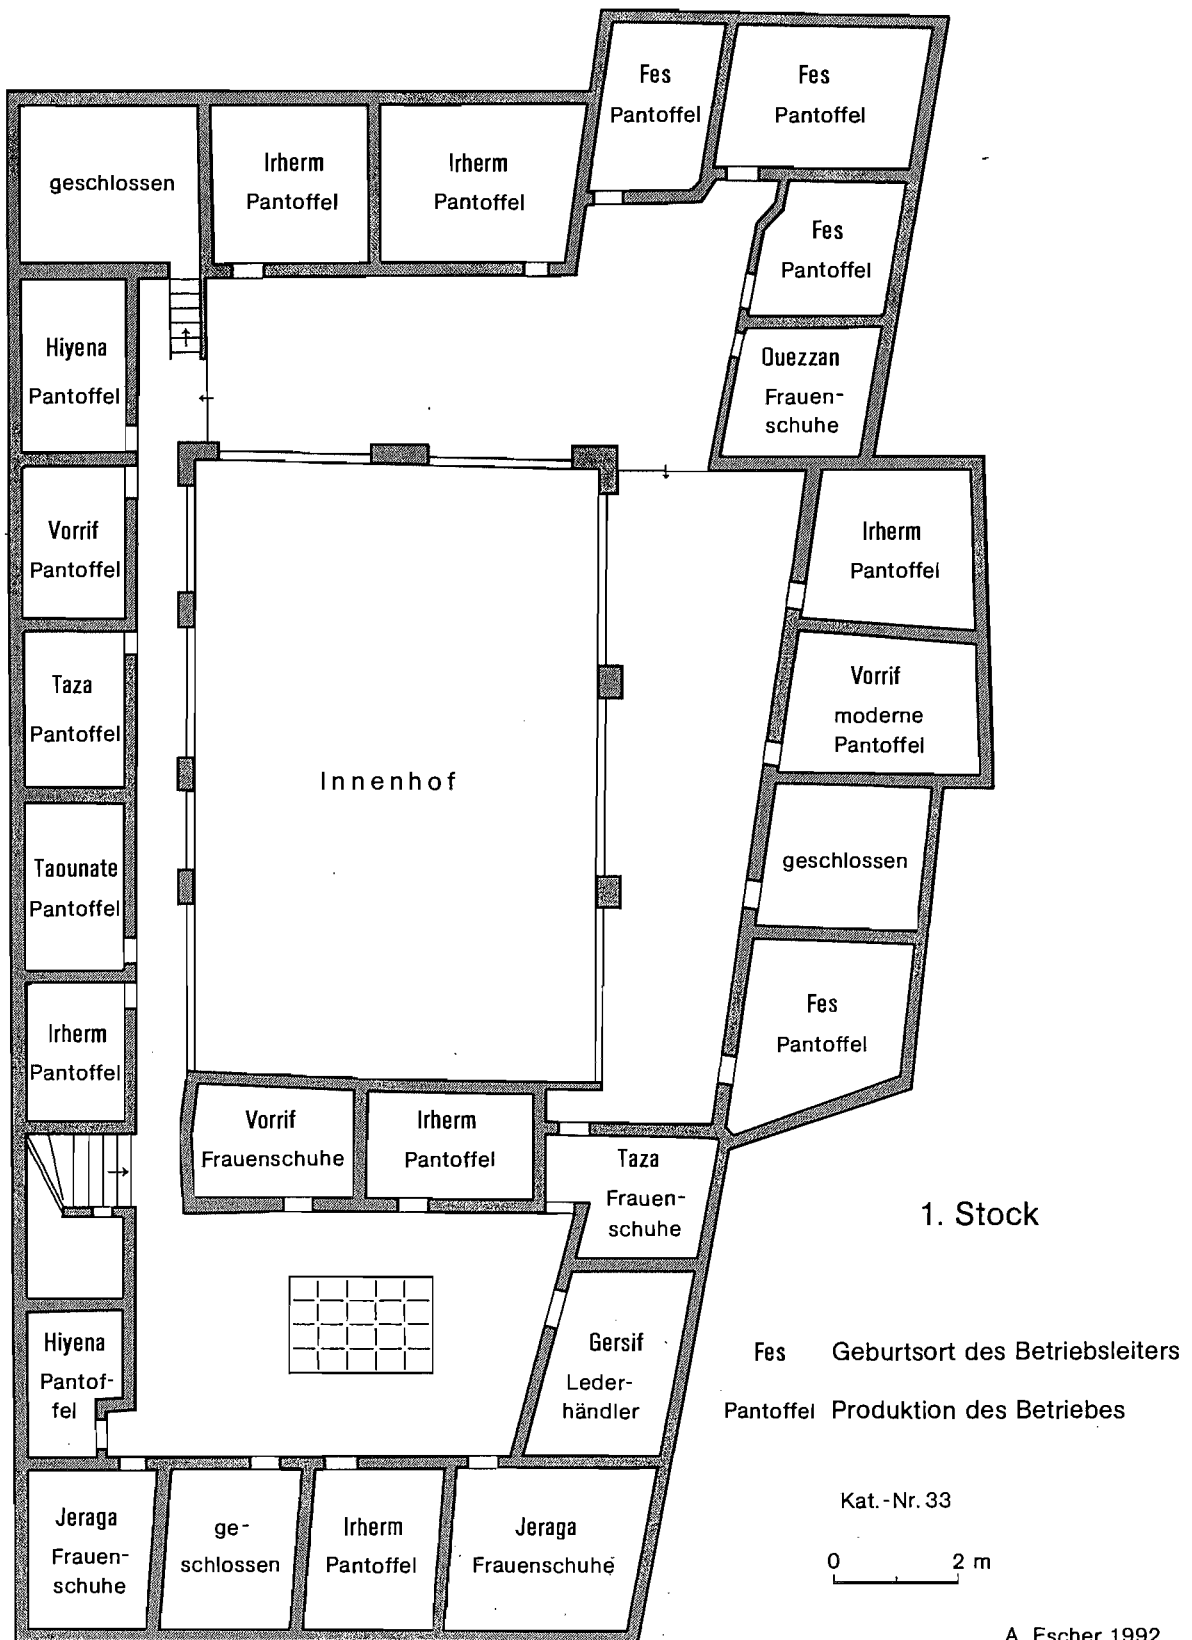 Fes
Pantoffel
Fes
Pantoffel
geschlossen
Irherm
Pantoffel
Irherm
Pantoffel
Fes
Pantoffel
Hiyena
Pantoffel
Ouezzan
Frauen-
schuhe
Vorrif
Pantoffel
Irherm
Pantoffel
Taza
Pantoffel
Vorrif
moderne
Pantoffel
Innenhof
Taounate
Pantoffel
geschlossen
Irherm
Pantoffel
Fes
Pantoffel
Vorrif
Frauenschuhe
Irherm
Pantoffel
Taza
Frauen-
schuhe
1. Stock
Hiyena
Pantof-
fel
Gersif
Leder-
händler
Fes Geburtsort des Betriebsleiters
Pantoffel Produktion des Betriebes
Jeraga
Frauen-
schuhe
ge-
schlossen
Irherm
Pantoffel
Jeraga
Frauenschuhe
Kat.-Nr. 33
0 2 m
A. Escher 1992